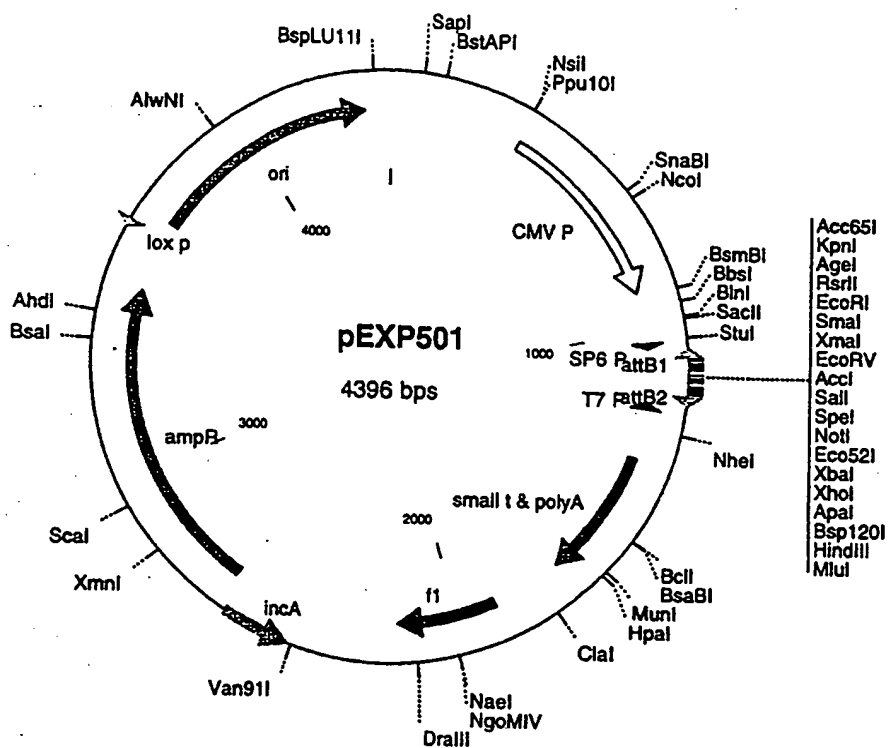 SapI
BspLU11I
BstAPI
NsiI
Ppu10I
AlwNI
SnaBI
NcoI
ori
4000
lox p
CMV P
BsmBI
BbsI
BlnI
SacII
StuI
AhdI
BsaI
pEXP501
4396 bps
1000
SP6 P
attB1
T7 P
attB2
ampR
3000
NheI
small t & polyA
2000
ScaI
XmnI
incA
f1
BclI
BsaBI
MunI
HpaI
ClaI
Van91I
NaeI
NgoMIV
DraIII
Acc65I
KpnI
AgeI
RsrII
EcoRI
SmaI
XmaI
EcoRV
AccI
SalI
SpeI
NotI
Eco52I
XbaI
XhoI
ApaI
Bsp120I
HindIII
MluI